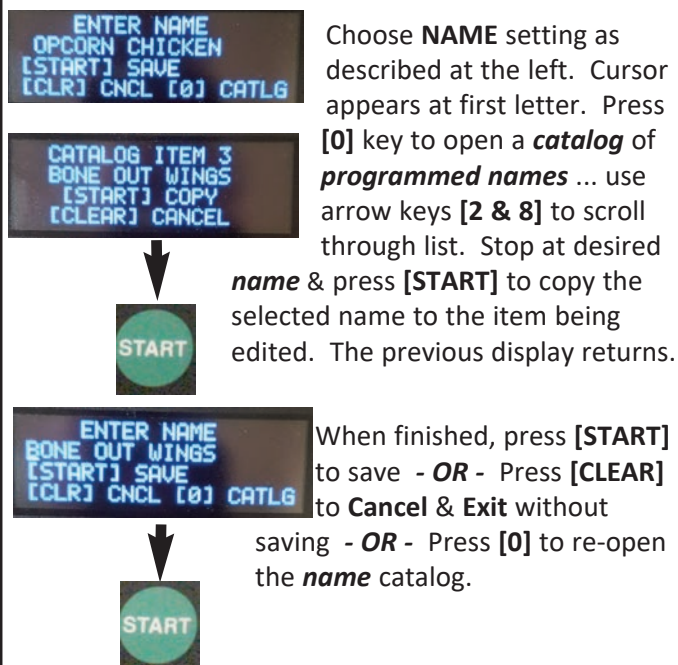 ENTER NAME
OPCORN CHICKEN
[START] SAVE
[CLR] CNCL [0] CATLG
Choose NAME setting as
described at the left. Cursor
appears at first letter. Press
[0] key to open a catalog of
programmed names ... use
arrow keys [2 & 8] to scroll
through list. Stop at desired
name & press [START] to copy the
selected name to the item being
edited. The previous display returns.
CATALOG ITEM 3
BONE OUT WINGS
[START] COPY
[CLEAR] CANCEL
START
ENTER NAME
BONE OUT WINGS
[START] SAVE
[CLR] CNCL [0] CATLG
When finished, press [START]
to save - OR - Press [CLEAR]
to Cancel & Exit without
saving - OR - Press [0] to re-open
the name catalog.
START